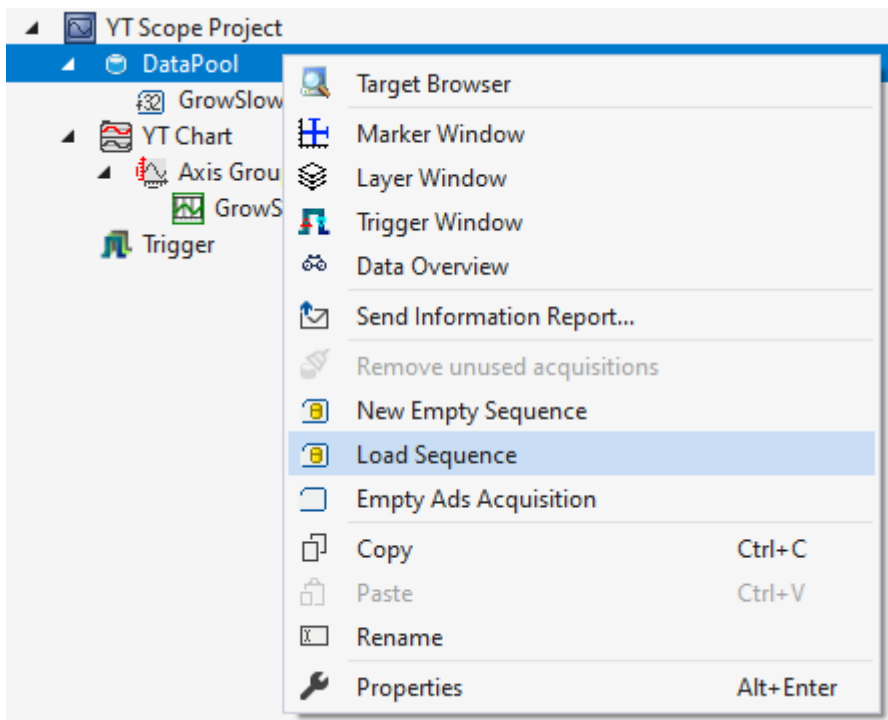 YT Scope Project
DataPool
GrowSlow
YT Chart
Axis Grou
GrowS
Trigger
Target Browser
Marker Window
Layer Window
Trigger Window
Data Overview
Send Information Report...
Remove unused acquisitions
New Empty Sequence
Load Sequence
Empty Ads Acquisition
Copy Ctrl+C
Paste Ctrl+V
Rename
Properties Alt+Enter